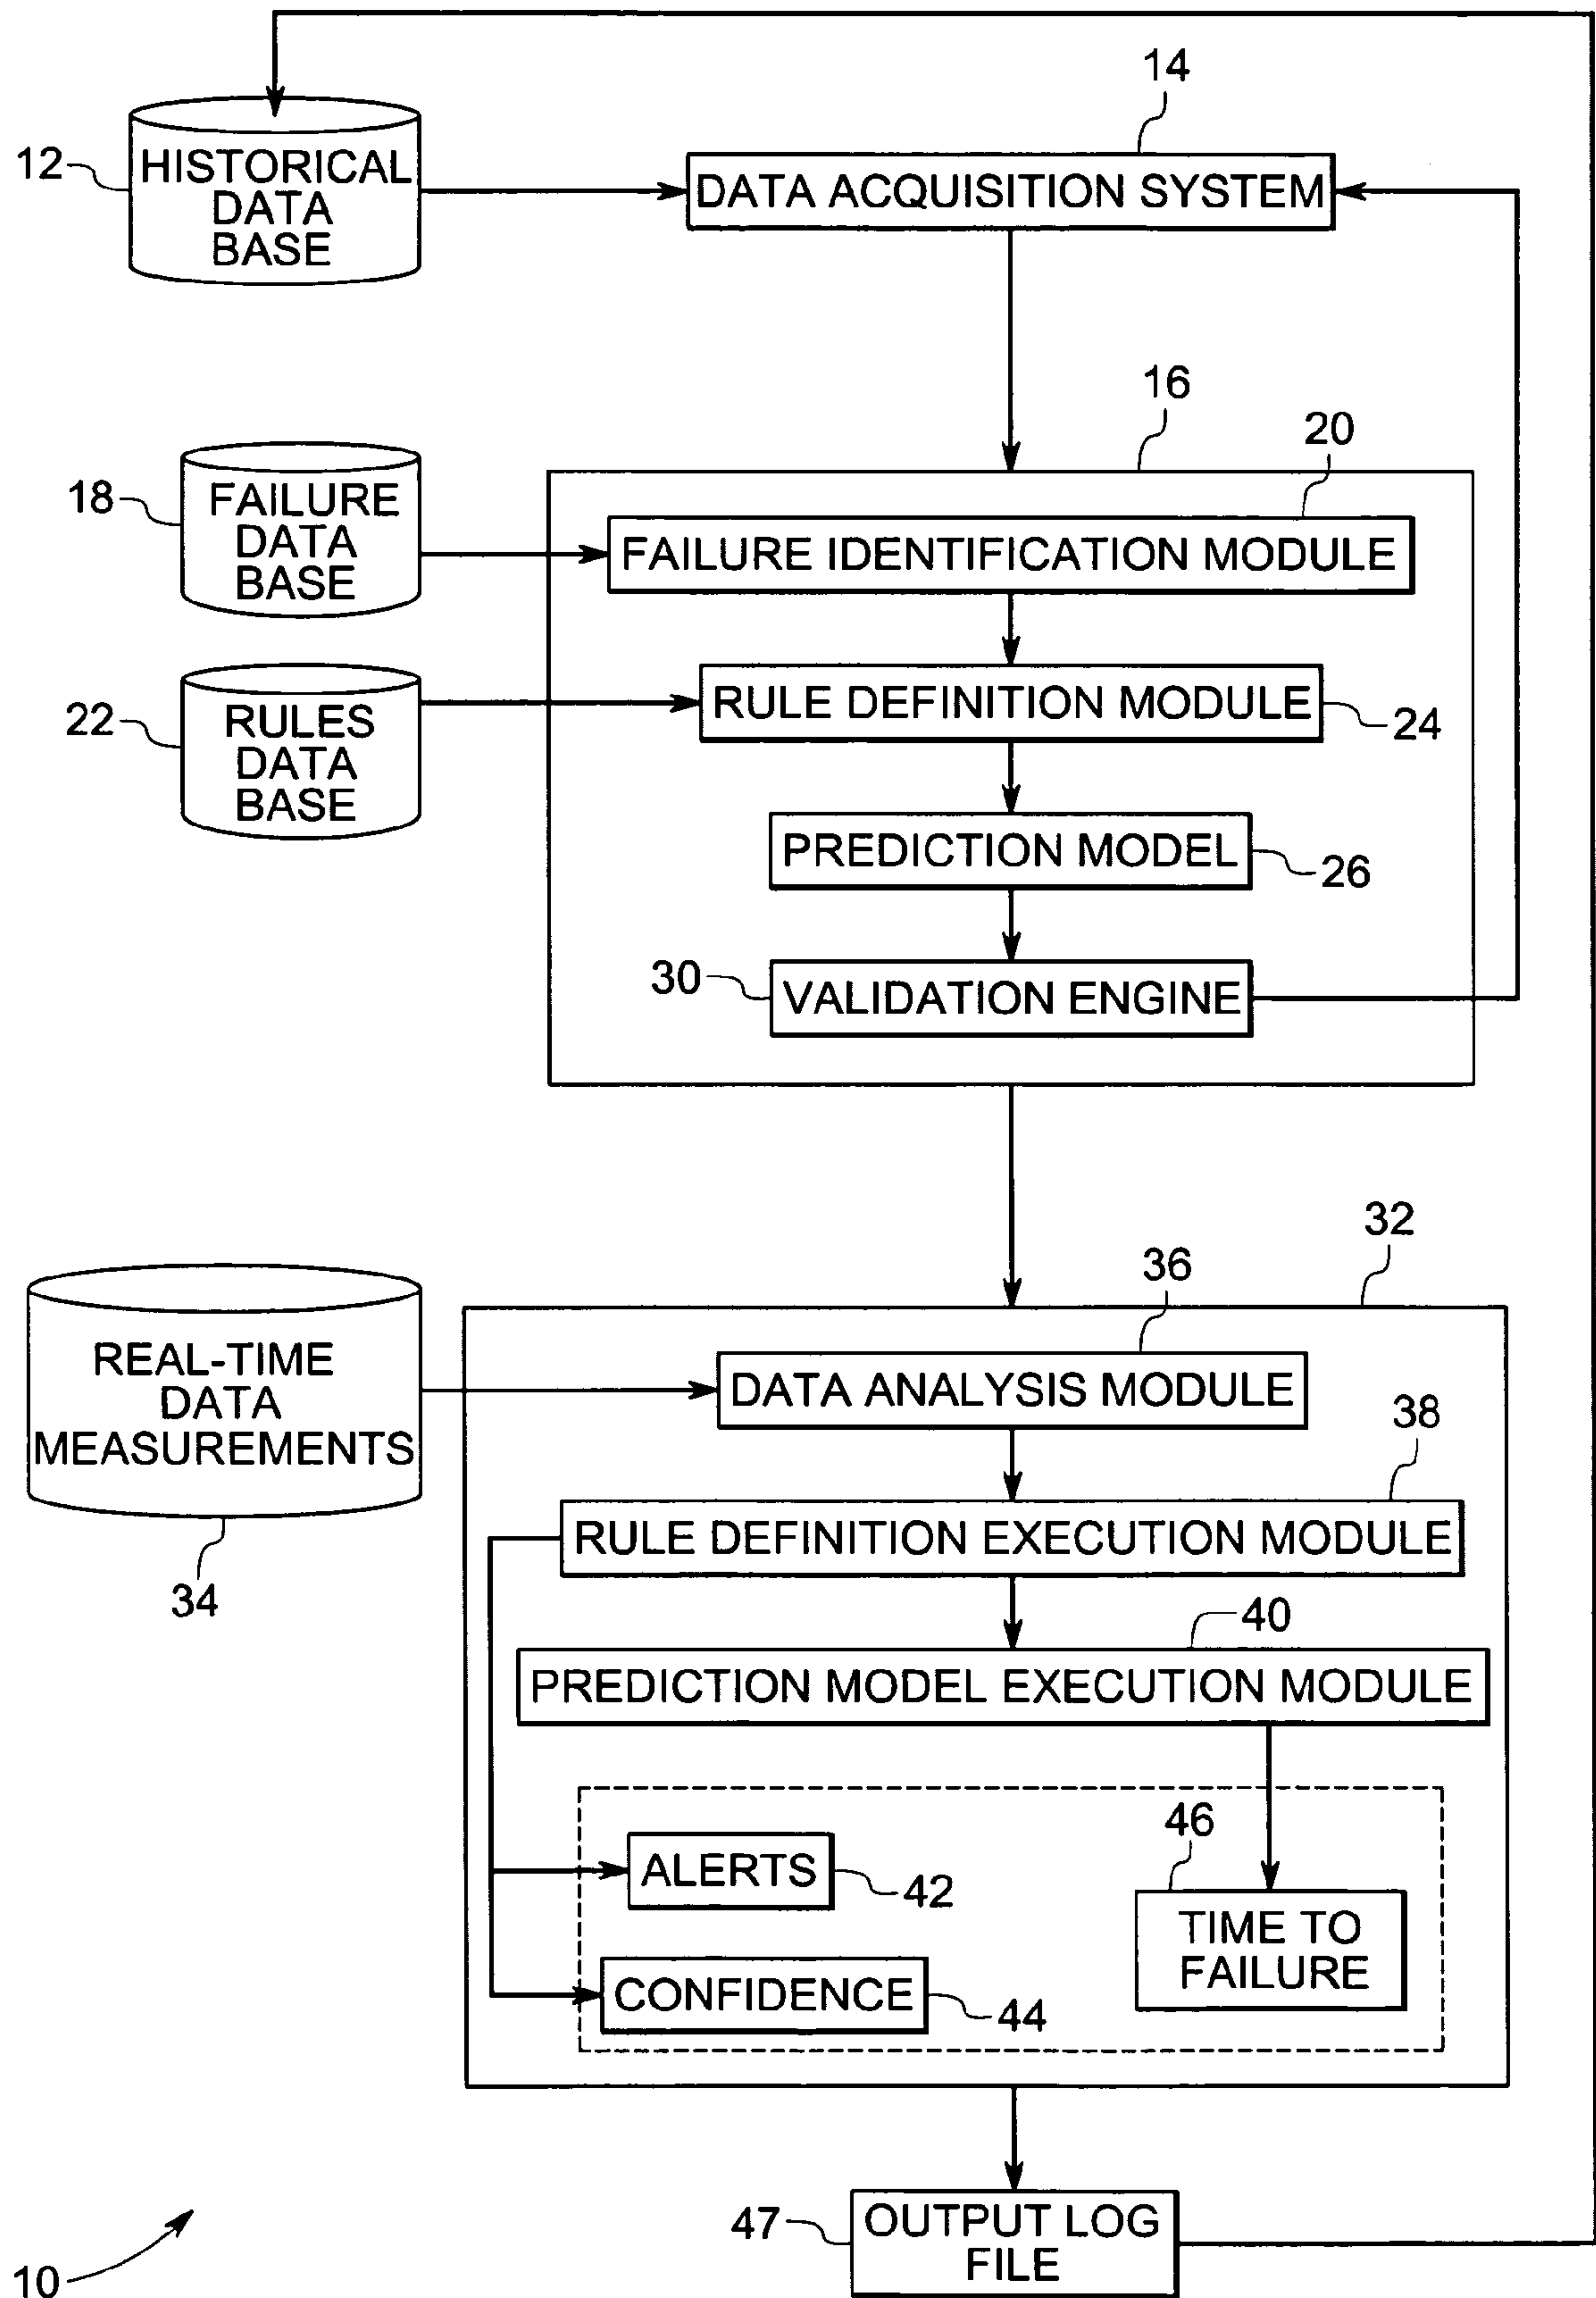 14
12
HISTORICAL
DATA
BASE
DATA ACQUISITION SYSTEM
16
20
18
FAILURE
DATA
BASE
FAILURE IDENTIFICATION MODULE
22
RULES
DATA
BASE
RULE DEFINITION MODULE
24
PREDICTION MODEL
26
30
VALIDATION ENGINE
32
36
REAL-TIME
DATA
MEASUREMENTS
34
DATA ANALYSIS MODULE
38
RULE DEFINITION EXECUTION MODULE
40
PREDICTION MODEL EXECUTION MODULE
46
ALERTS
42
TIME TO
FAILURE
CONFIDENCE
44
47
OUTPUT LOG
FILE
10